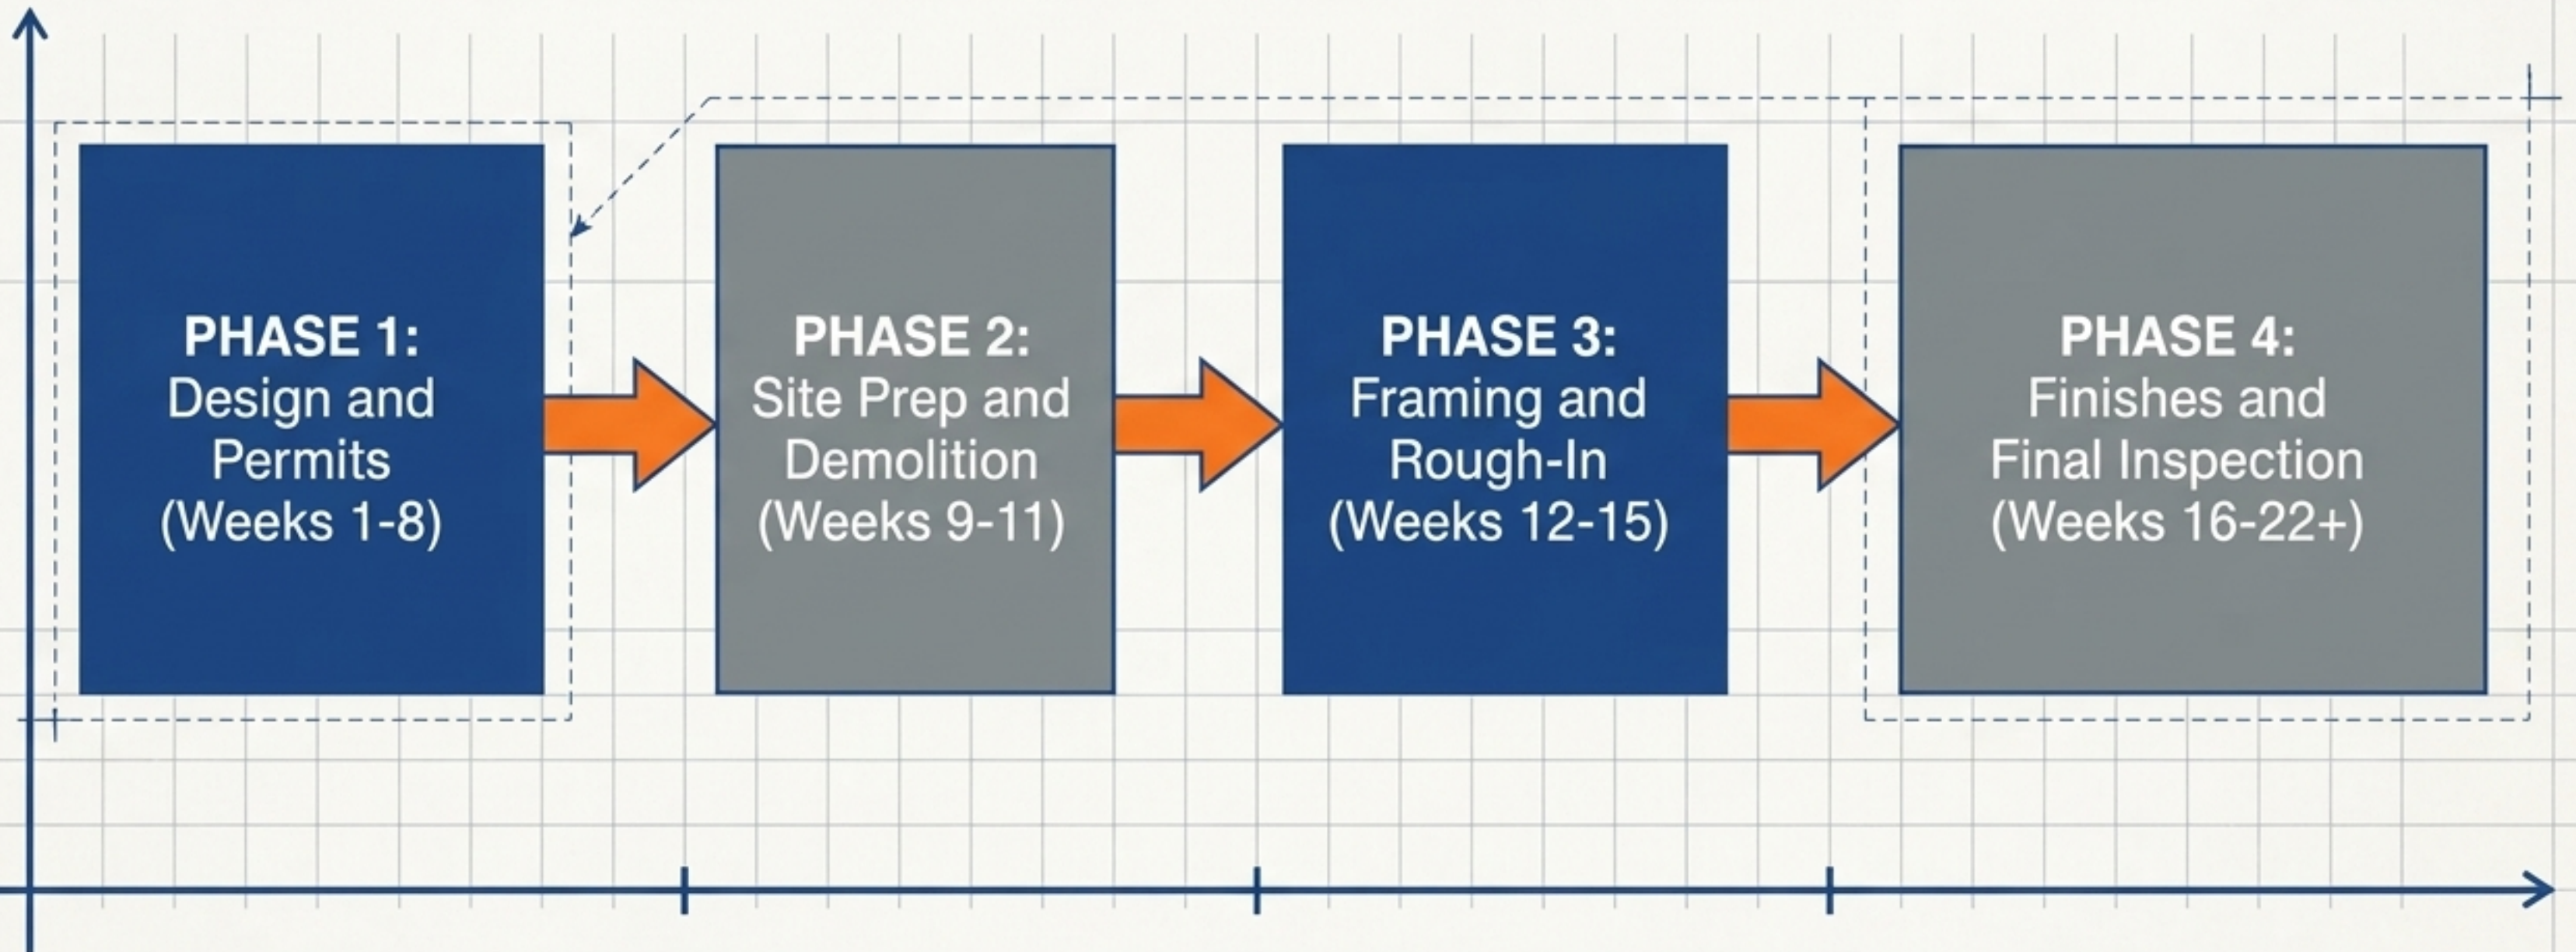 PHASE 1:
Design and
Permits
(Weeks 1-8)
PHASE 2:
Site Prep and
Demolition
(Weeks 9-11)
PHASE 3:
Framing and
Rough-In
(Weeks 12-15)
PHASE 4:
Finishes and
Final Inspection
(Weeks 16-22+)